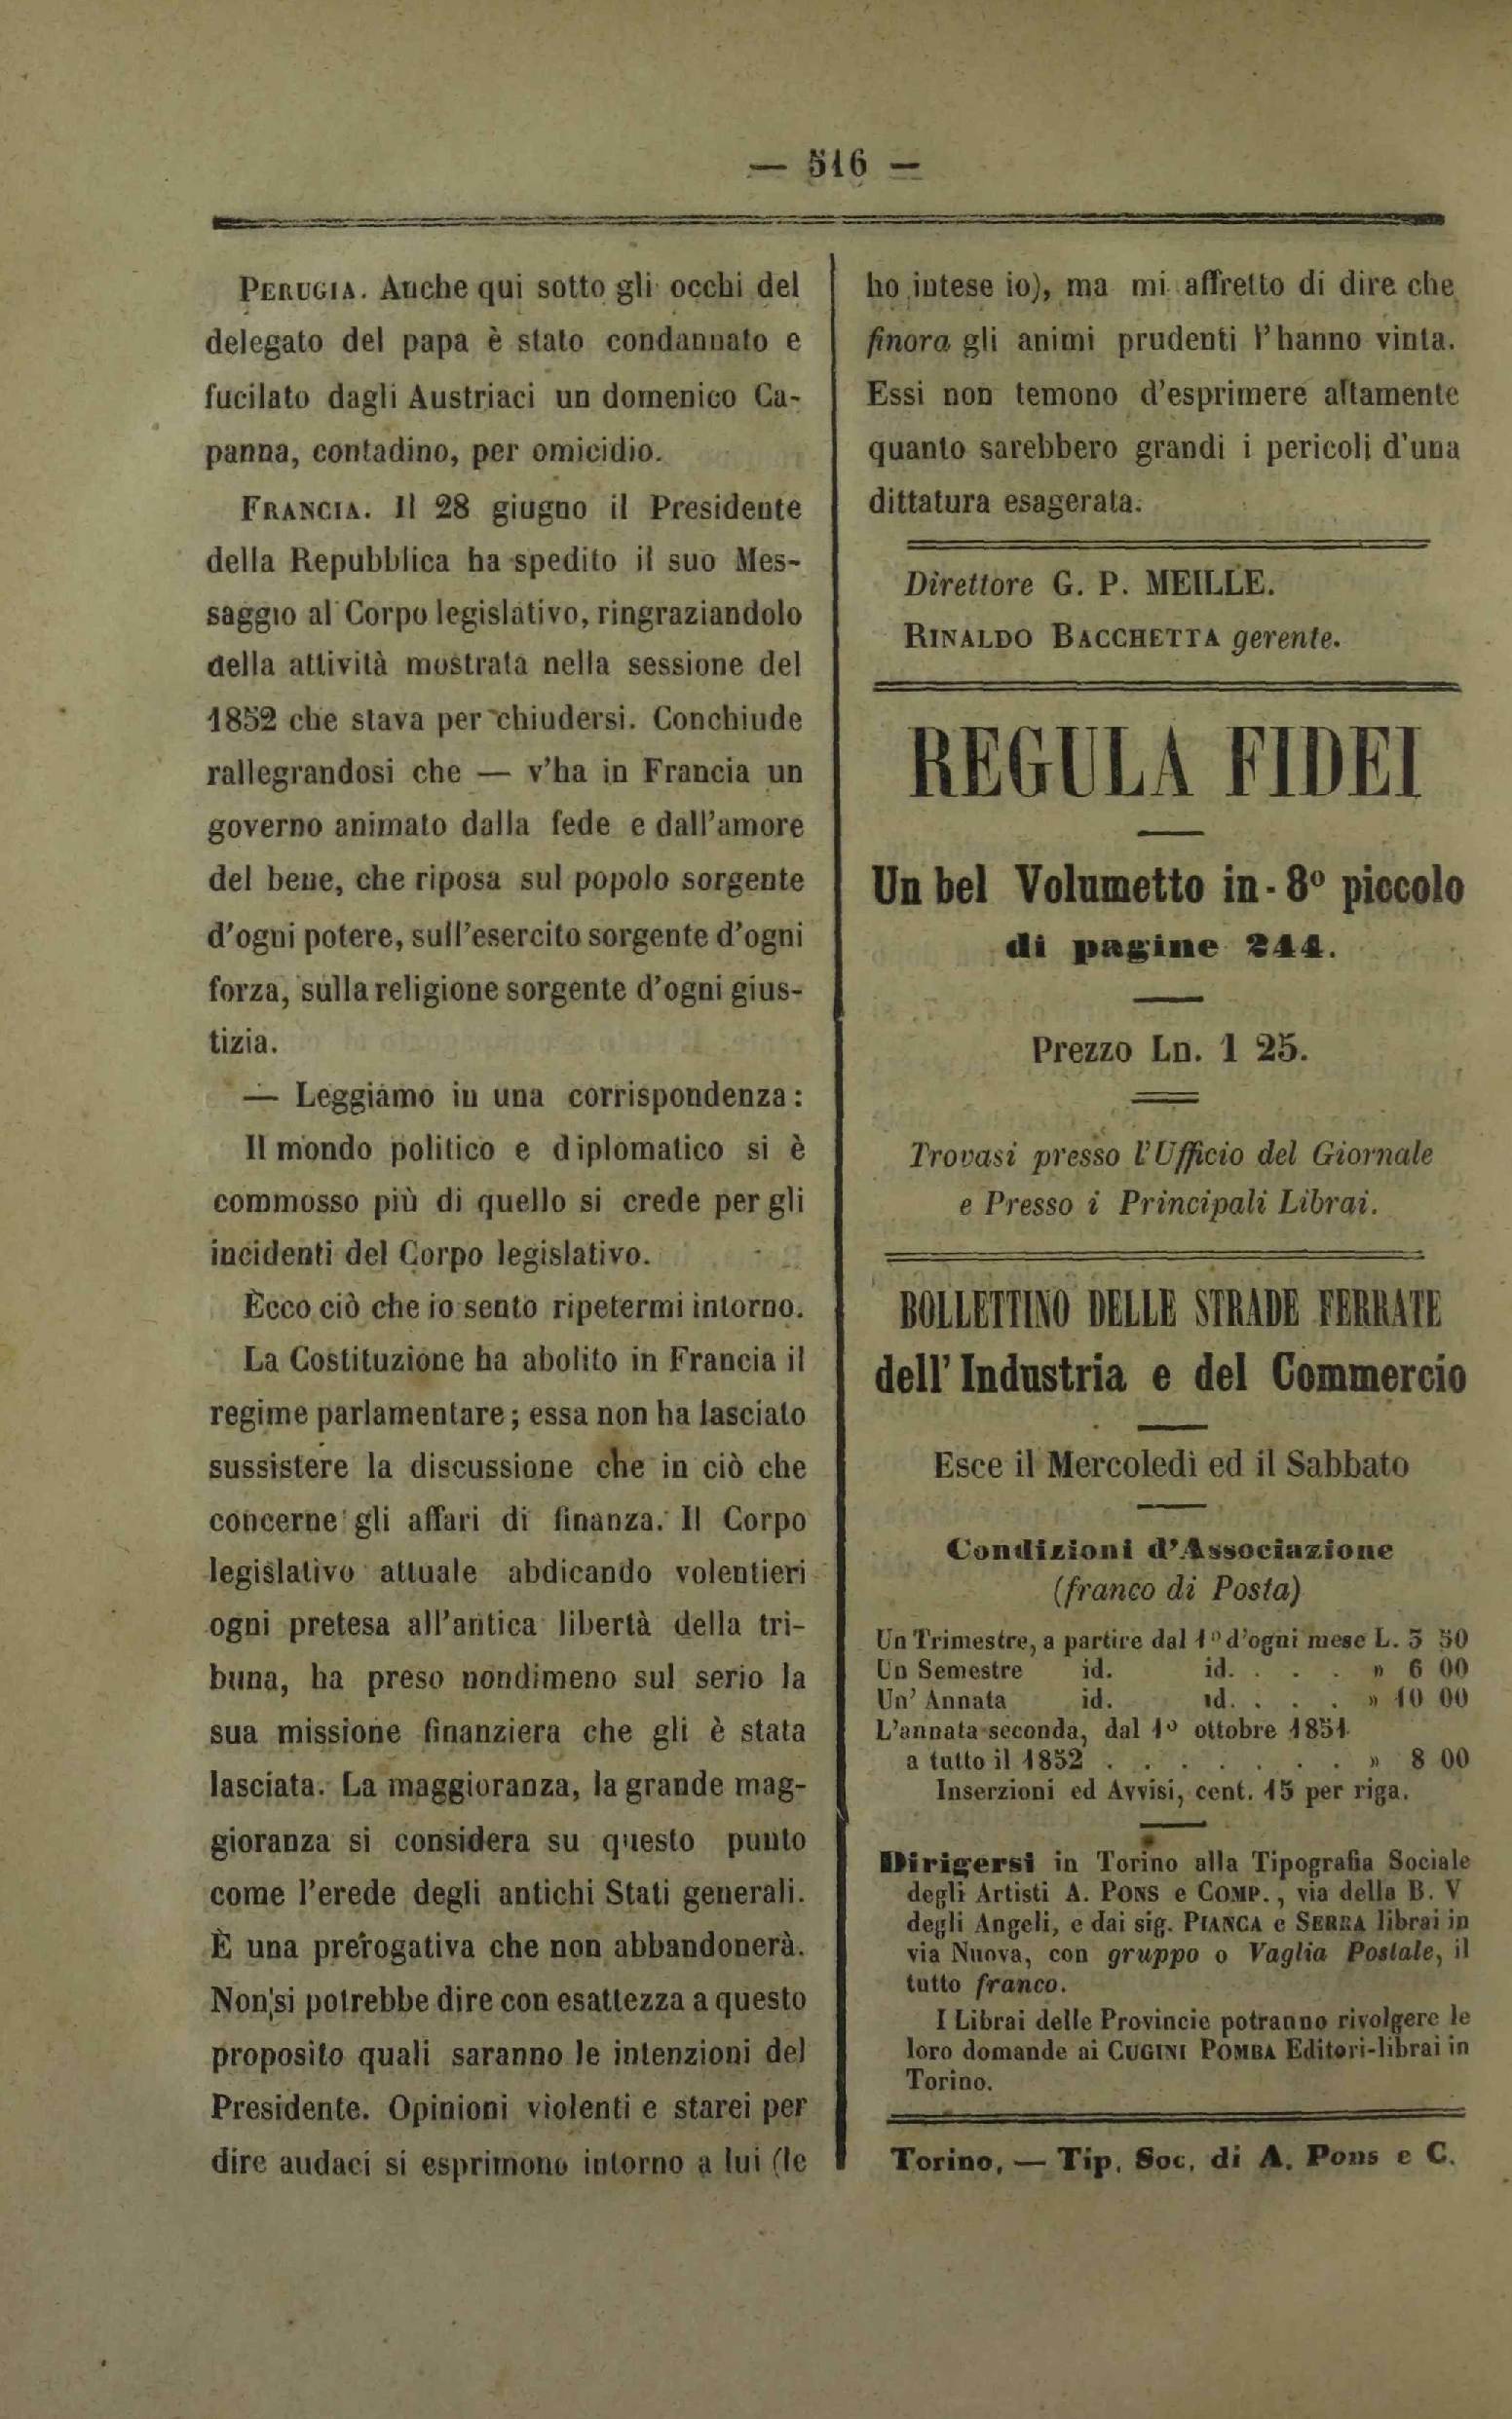 — 516 —
PERUGIA. Anche qui sotto gli occhi del
delegato del papa è stato condannato e
fucilato dagli Austriaci un domenico Ca-
panna, contadino, per omicidio.
FRANCIA. Il 28 giugno il Presidente
della Repubblica ha spedito il suo Mes-
saggio al Corpo legislativo, ringraziandolo
della attività mostrata nella sessione del
1852 che stava per chiudersi. Conchiude
rallegrandosi che — v'ha in Francia un
governo animato dalla fede e dall'amore
del bene, che riposa sul popolo sorgente
d'ogni potere, sull'esercito sorgente d'ogni
forza, sulla religione sorgente d'ogni gius-
tizia.
— Leggiamo in una corrispondenza:
Il mondo politico e diplomatico si è
commosso più di quello si crede per gli
incidenti del Corpo legislativo.
Ecco ciò che io sento ripetermi intorno.
La Costituzione ha abolito in Francia il
regime parlamentare; essa non ha lasciato
sussistere la discussione che in ciò che
concerne gli affari di finanza. Il Corpo
legislativo attuale abdicando volentieri
ogni pretesa all'antica libertà della tri-
buna, ha preso nondimeno sul serio la
sua missione finanziera che gli è stata
lasciata. La maggioranza, la grande mag-
gioranza si considera su questo punto
come l'erede degli antichi Stati generali.
È una prerogativa che non abbandonerà.
Non si potrebbe dire con esattezza a questo
proposito quali saranno le intenzioni del
Presidente. Opinioni violenti e starei per
dire audaci si esprimono intorno a lui (le
ho intese io), ma mi affretto di dire che
finora gli animi prudenti l'hanno vinta.
Essi non temono d'esprimere altamente
quanto sarebbero grandi i pericoli d'una
dittatura esagerata.
Direttore G. P. MEILLE.
RINALDO BACCHETTA gerente.
REGULA FIDEI
Un bel Volumetto in-8º piccolo
di pagine 244.
Prezzo Ln. 1 25.
Trovasi presso l'Ufficio del Giornale
e Presso i Principali Librai.
BOLLETTINO DELLE STRADE FERRATE
dell'Industria e del Commercio
Esce il Mercoledì ed il Sabbato
Condizioni d'Associazione
(franco di Posta)
Un Trimestre, a partire dal 1º d'ogni mese L. 3 50
Un Semestre id. id. . . . » 6 00
Un' Annata id. id. . . . » 10 00
L'annata seconda, dal 1º ottobre 1851
a tutto il 1852 . . . . . . . » 8 00
Inserzioni ed Avvisi, cent. 15 per riga.
Dirigersi in Torino alla Tipografia Sociale
degli Artisti A. PONS e COMP., via della B. V
degli Angeli, e dai sig. PIANCA e SERRA librai in
via Nuova, con gruppo o Vaglia Postale, il
tutto franco.
I Librai delle Provincie potranno rivolgere le
loro domande ai CUGINI POMBA Editori-librai in
Torino.
Torino, — Tip. Soc. di A. Pons e C.